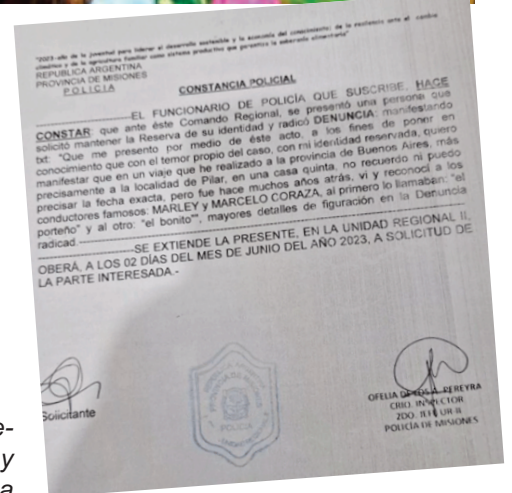 "2023-año de la juventud para liderar el desarrollo sostenible y la economía del conocimiento; de la resiliencia ante el cambio
climático y de la agricultura familiar como sistema productivo que garantiza la soberanía alimentaria"
REPUBLICA ARGENTINA
PROVINCIA DE MISIONES
POLICIA
CONSTANCIA POLICIAL
EL FUNCIONARIO DE POLICÍA QUE SUSCRIBE, HACE
CONSTAR: que ante éste Comando Regional, se presentó una persona que
solicitó mantener la Reserva de su identidad y radicó DENUNCIA: manifestando
txt: "Que me presento por medio de éste acto, a los fines de poner en
conocimiento que con el temor propio del caso, con mi identidad reservada, quiero
manifestar que en un viaje que he realizado a la provincia de Buenos Aires, más
precisamente a la localidad de Pilar, en una casa quinta, no recuerdo ni puedo
precisar la fecha exacta, pero fue hace muchos años atrás, vi y reconocí a los
conductores famosos: MARLEY y MARCELO CORAZA, al primero lo llamaban: "el
porteño" y al otro: "el bonito"", mayores detalles de figuración en la Denuncia
radicad.
SE EXTIENDE LA PRESENTE, EN LA UNIDAD REGIONAL II,
OBERÁ, A LOS 02 DÍAS DEL MES DE JUNIO DEL AÑO 2023, A SOLICITUD DE
LA PARTE INTERESADA.-
Solicitante
POLICIA
OFELIA PEREYRA
CRIO. INSPECTOR
2DO. JEFE UR-II
POLICÍA DE MISIONES
e-
y
a